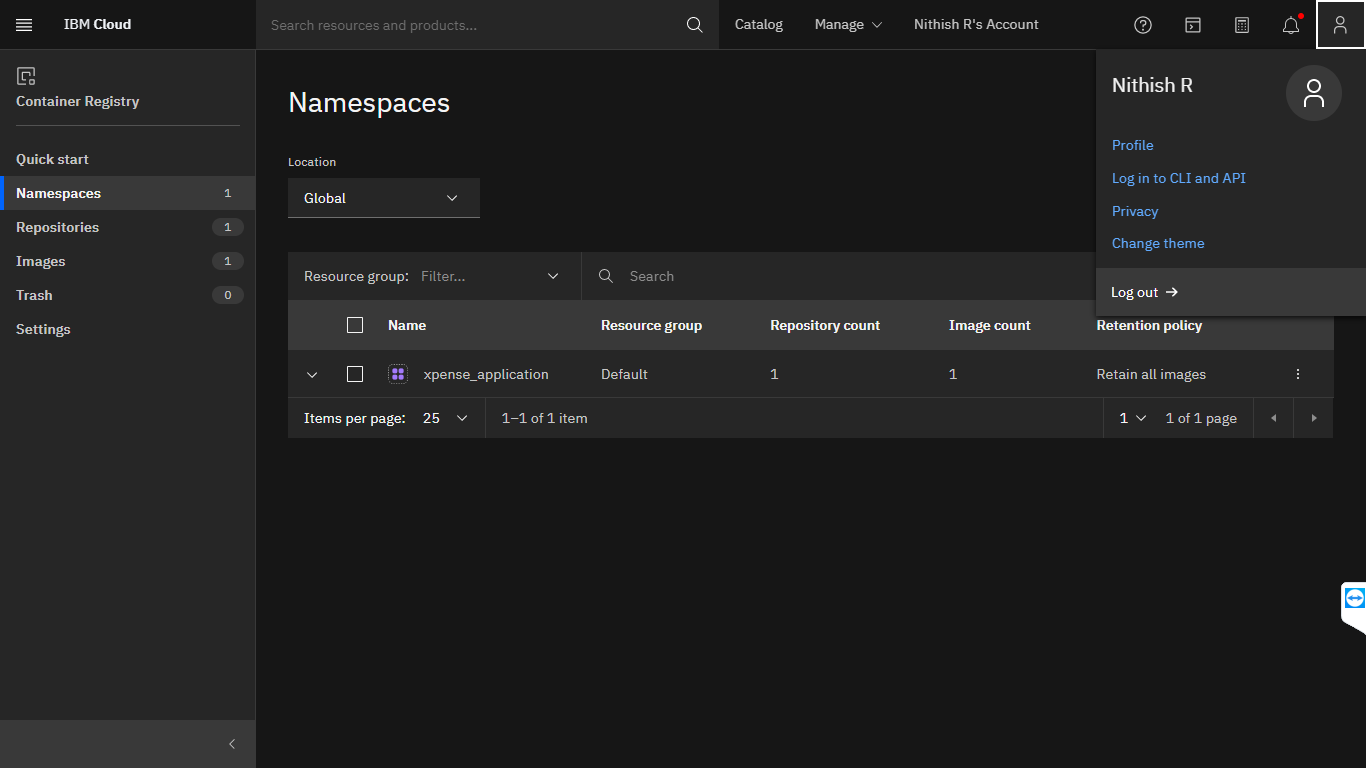 IBM Cloud
Search resources and products...
Catalog
Manage
Nithish R's Account
Container Registry
Quick start
Namespaces 1
Repositories 1
Images 1
Trash 0
Settings
Namespaces
Location
Global
Resource group: Filter...
Search
Name Resource group Repository count Image count Retention policy
xpense_application Default 1 1 Retain all images
Items per page: 25 1–1 of 1 item 1 1 of 1 page
Nithish R
Profile
Log in to CLI and API
Privacy
Change theme
Log out →